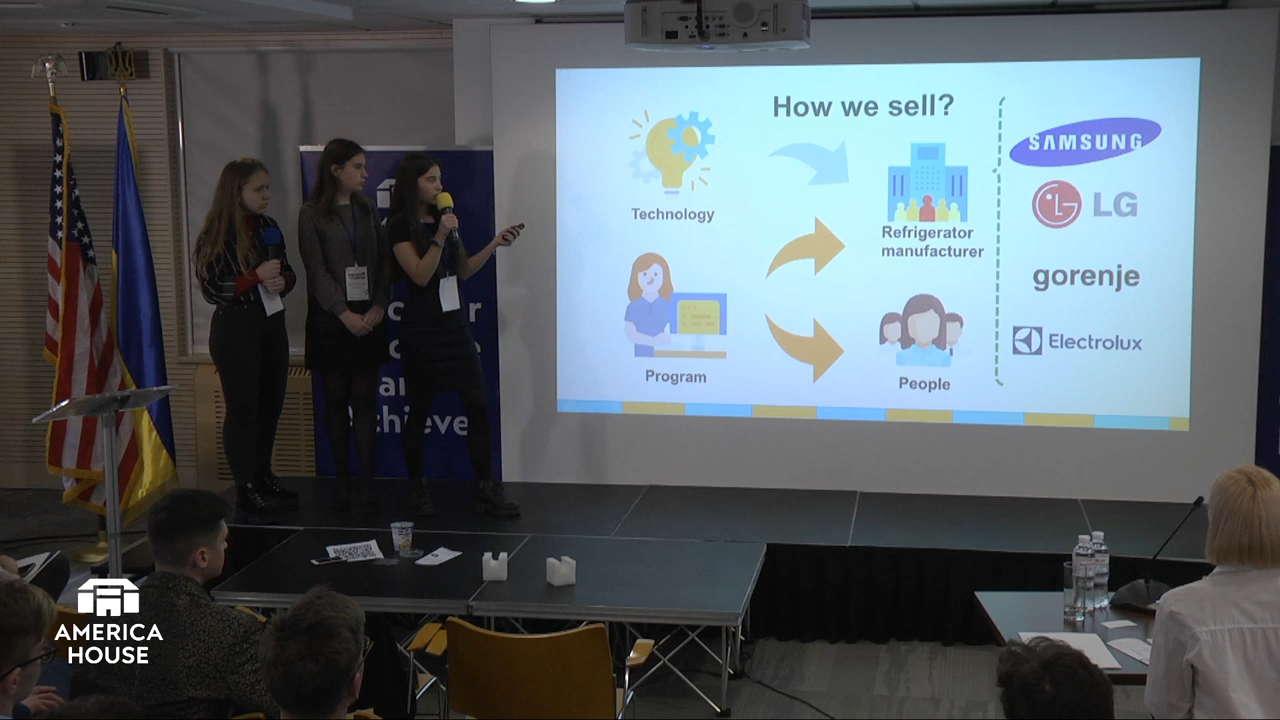 How we sell?
Technology
Program
Refrigerator
manufacturer
People
SAMSUNG
LG
gorenje
Electrolux
AMERICA
HOUSE